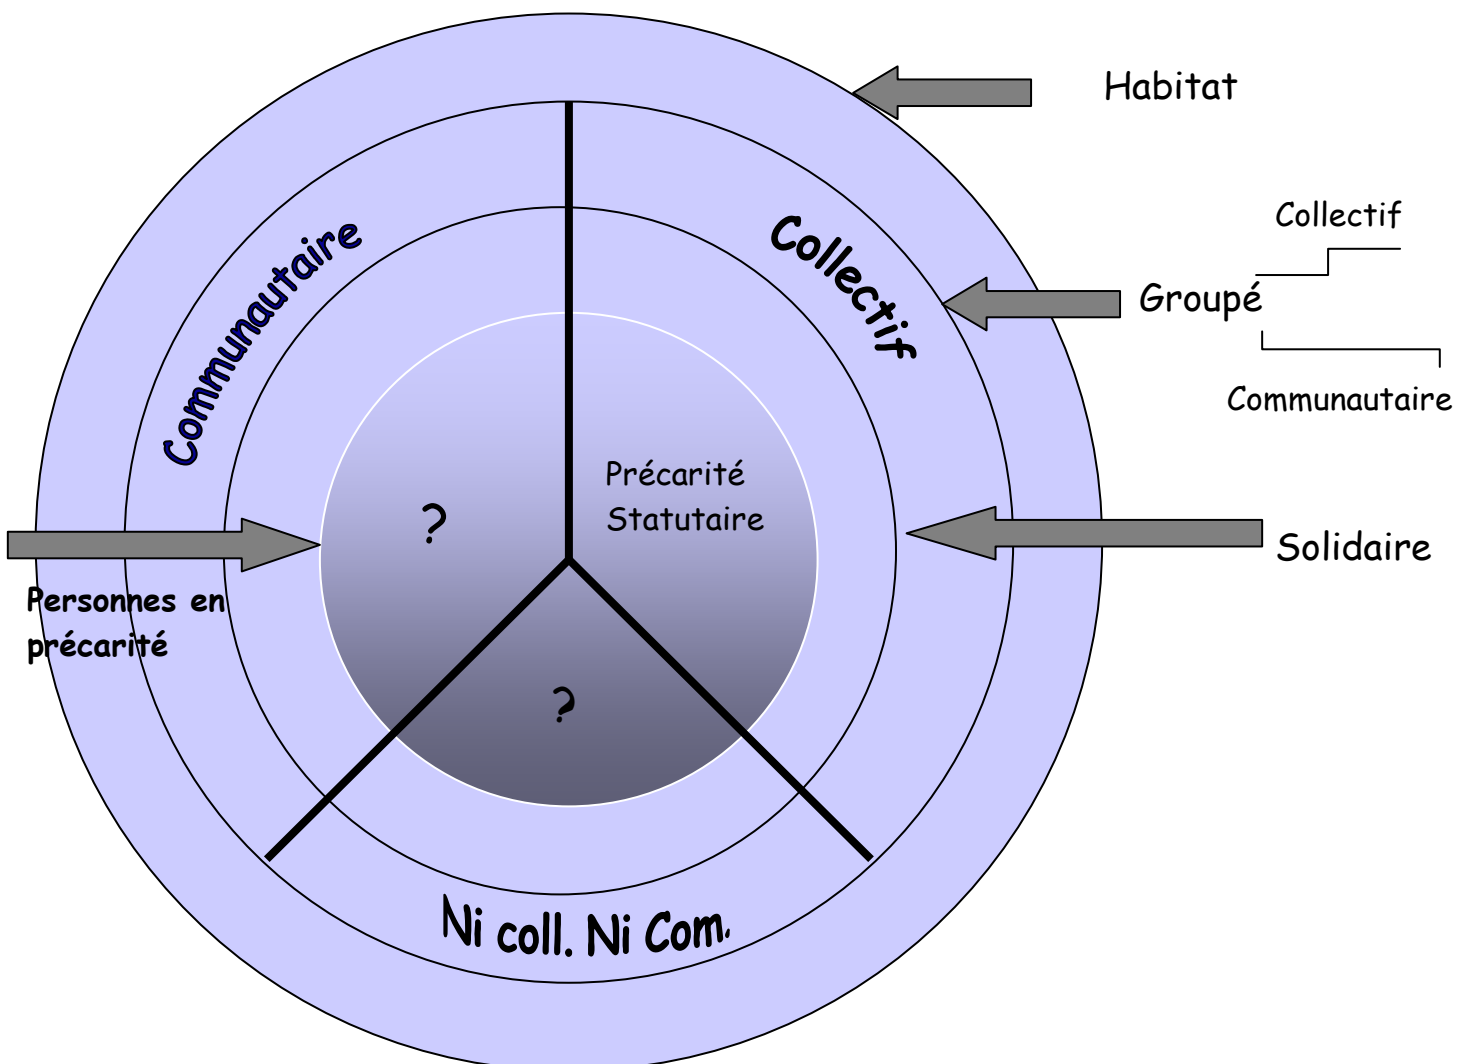 Habitat
Collectif
Groupé
Communautaire
Communautaire
Collectif
Précarité
Statutaire
?
Solidaire
Personnes en
précarité
?
Ni coll. Ni Com.